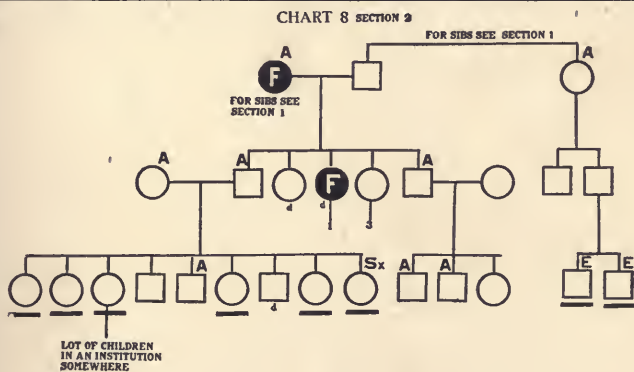 CHART 8 SECTION 2
FOR SIBS SEE SECTION 1
A A
F
FOR SIBS SEE
SECTION 1
A A A
F
d d
1 3
A Sx A A E E
d
LOT OF CHILDREN
IN AN INSTITUTION
SOMEWHERE